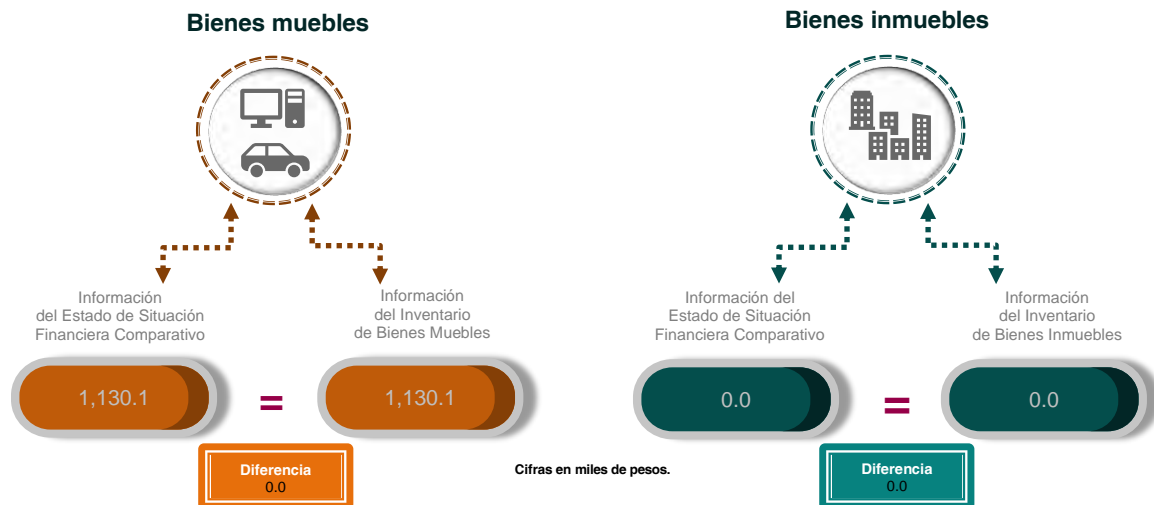 Bienes muebles
Información
del Estado de Situación
Financiera Comparativo
Información
del Inventario
de Bienes Muebles
1,130.1
=
1,130.1
Diferencia
0.0
Bienes inmuebles
Información del
Estado de Situación
Financiera Comparativo
Información
del Inventario
de Bienes Inmuebles
0.0
=
0.0
Diferencia
0.0
Cifras en miles de pesos.